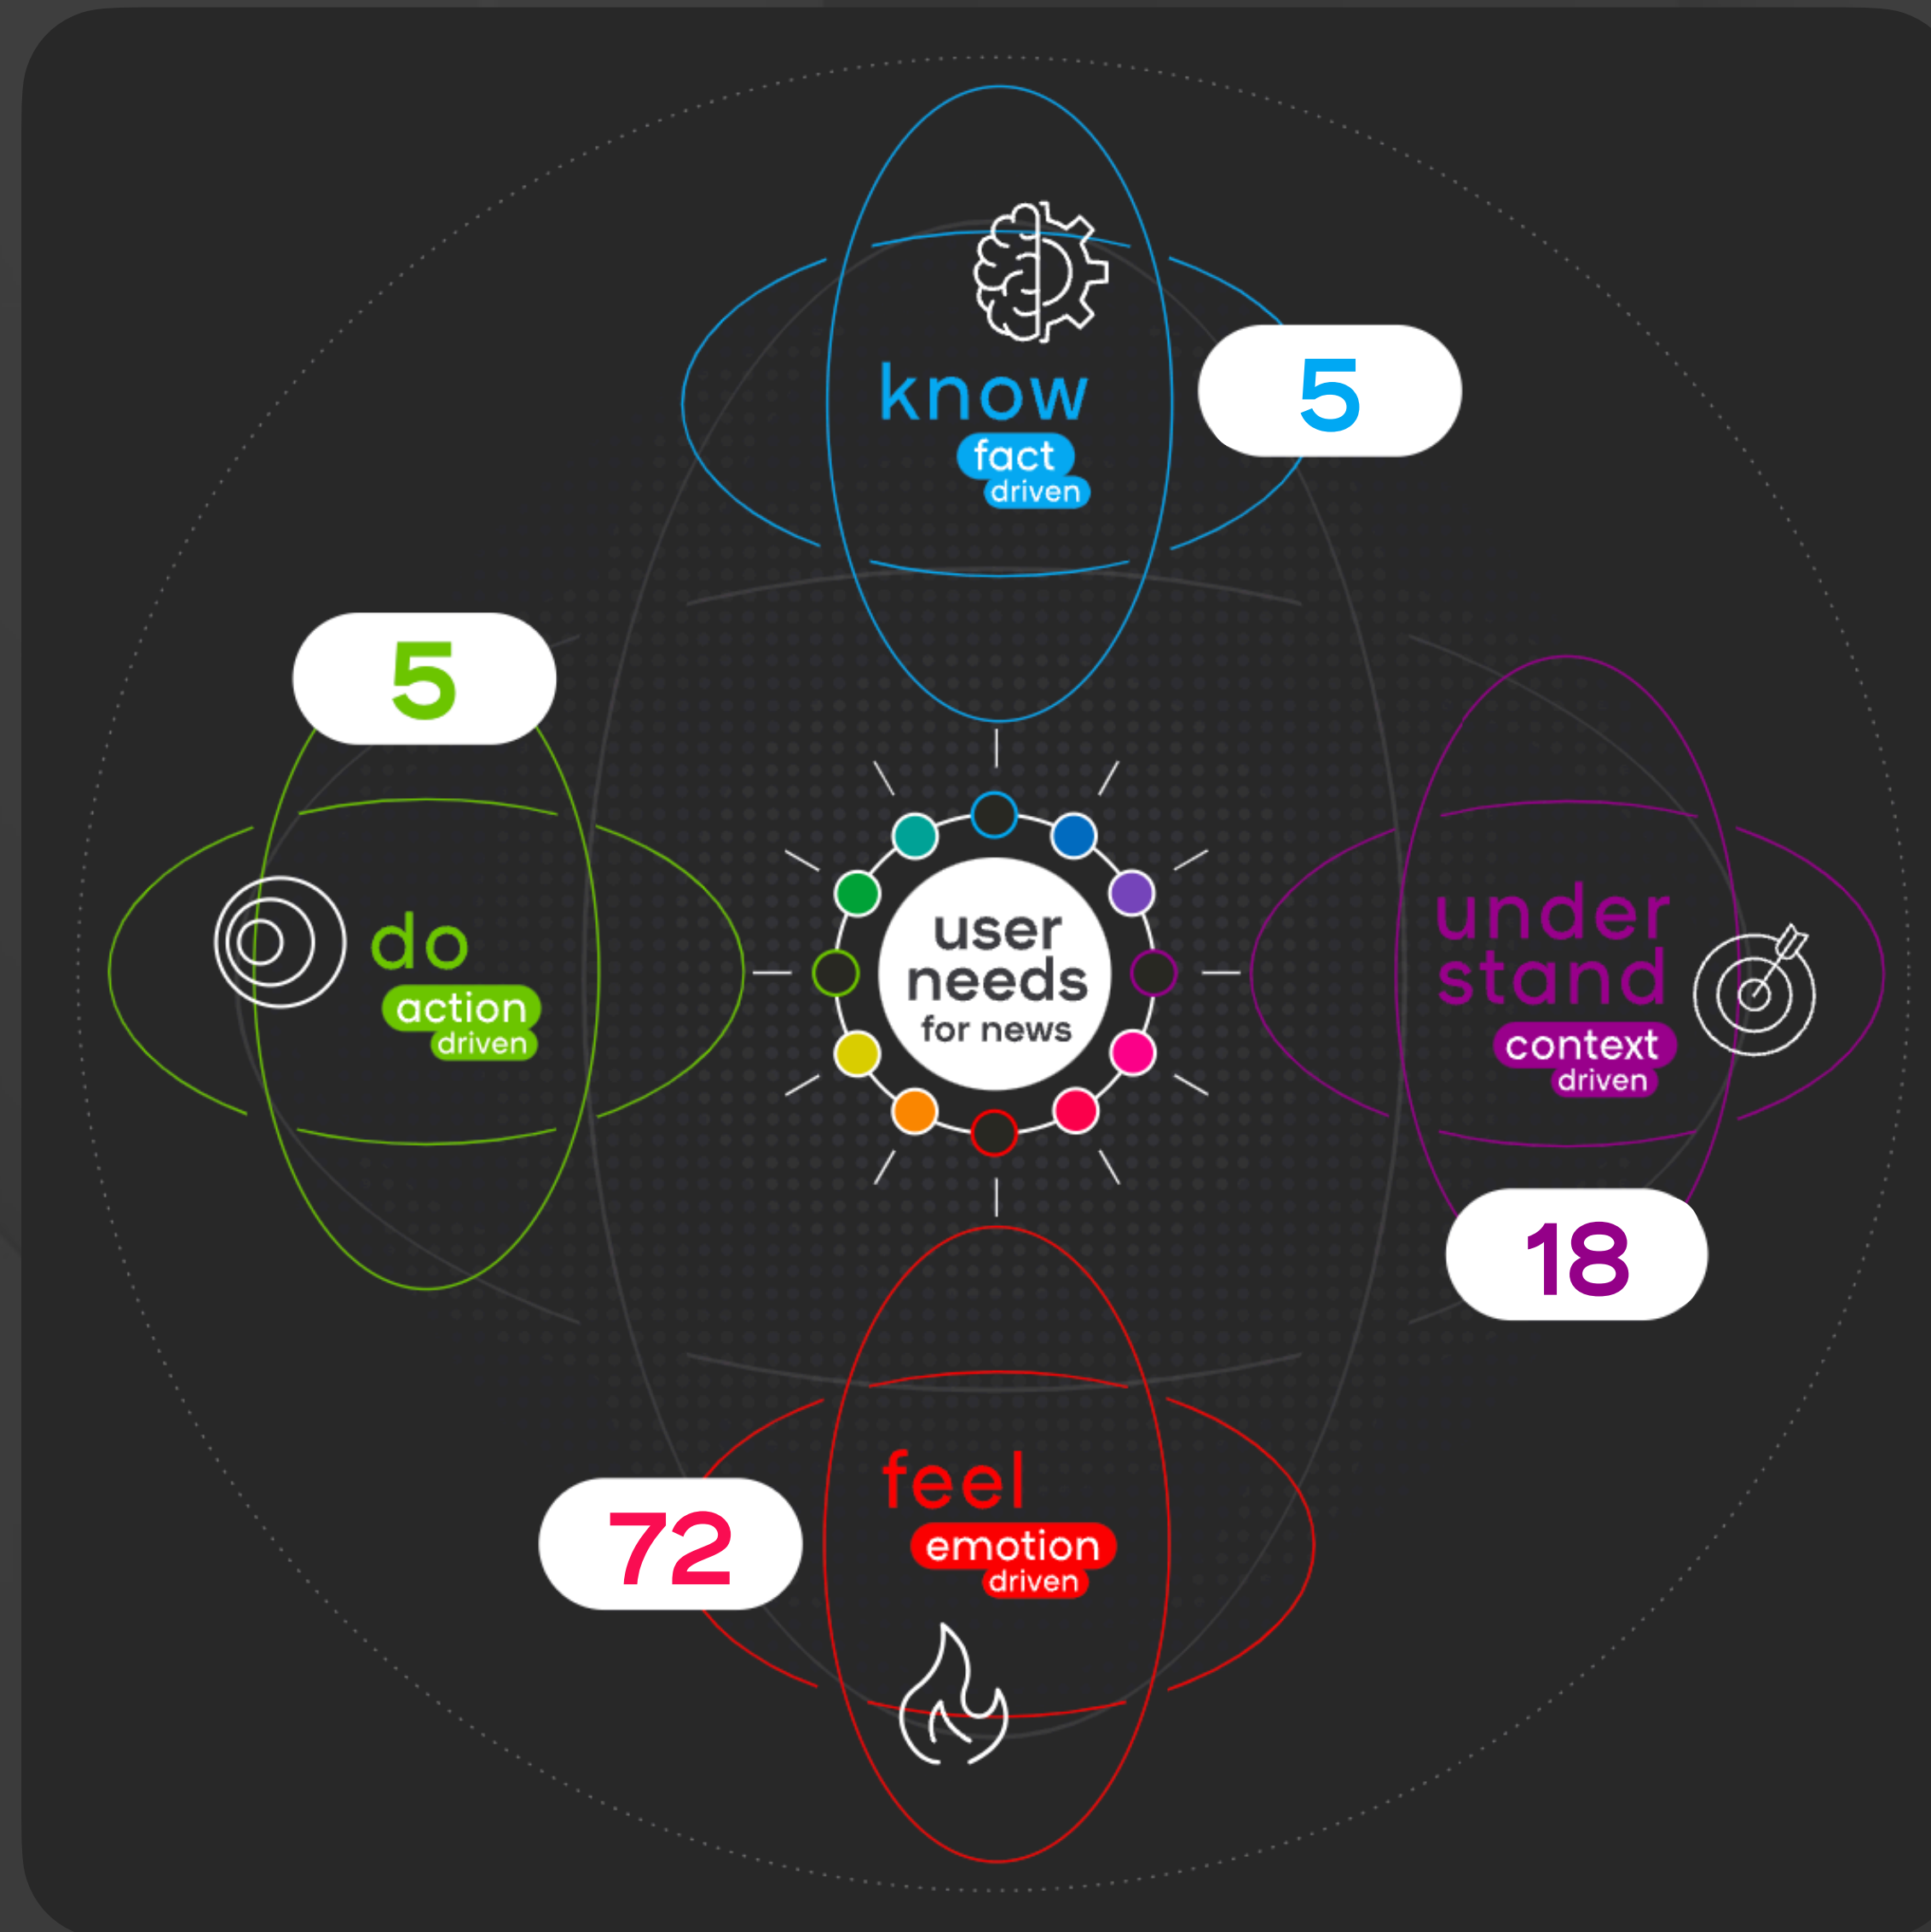 know
fact
driven
5
5
do
action
driven
user
needs
for news
under
stand
context
driven
18
feel
emotion
driven
72